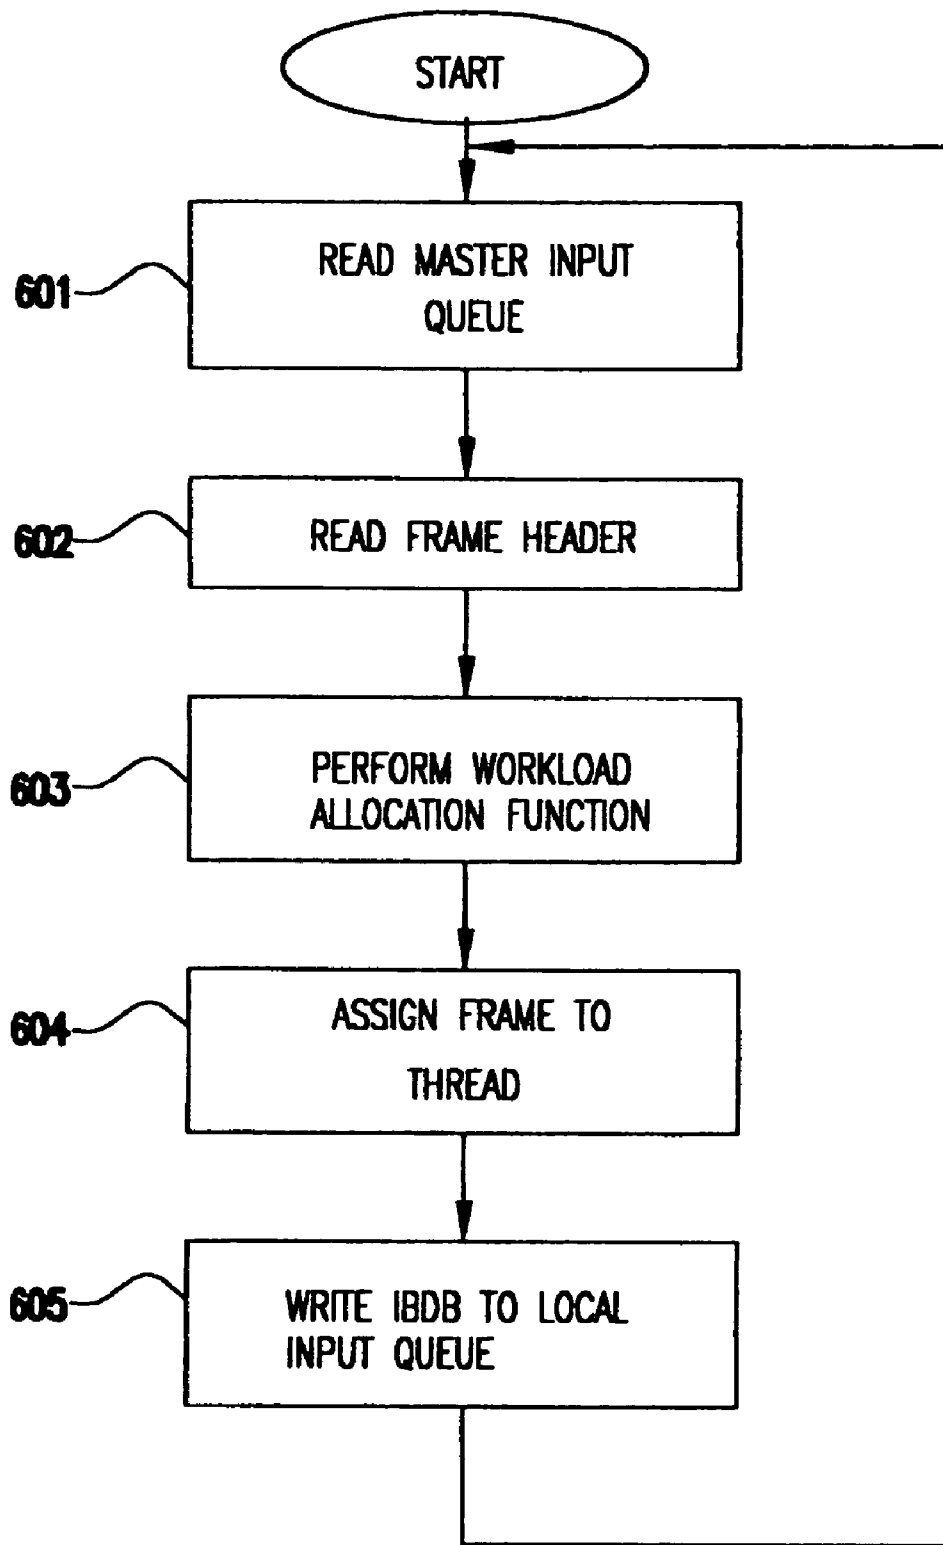 START
READ MASTER INPUT
QUEUE
601
READ FRAME HEADER
602
PERFORM WORKLOAD
ALLOCATION FUNCTION
603
ASSIGN FRAME TO
THREAD
604
WRITE IBDB TO LOCAL
INPUT QUEUE
605